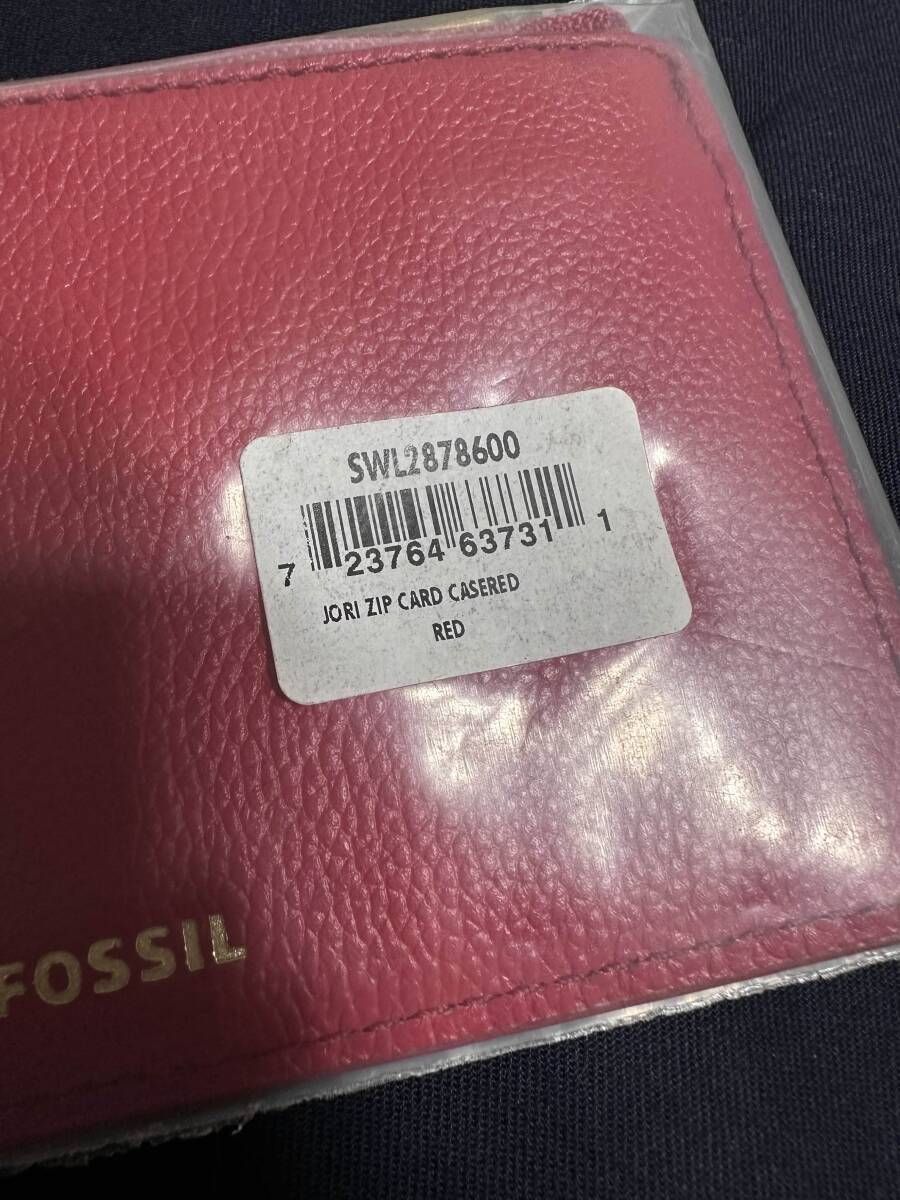 SWL2878600
7 23764 63731 1
JORI ZIP CARD CASERED
RED
FOSSIL